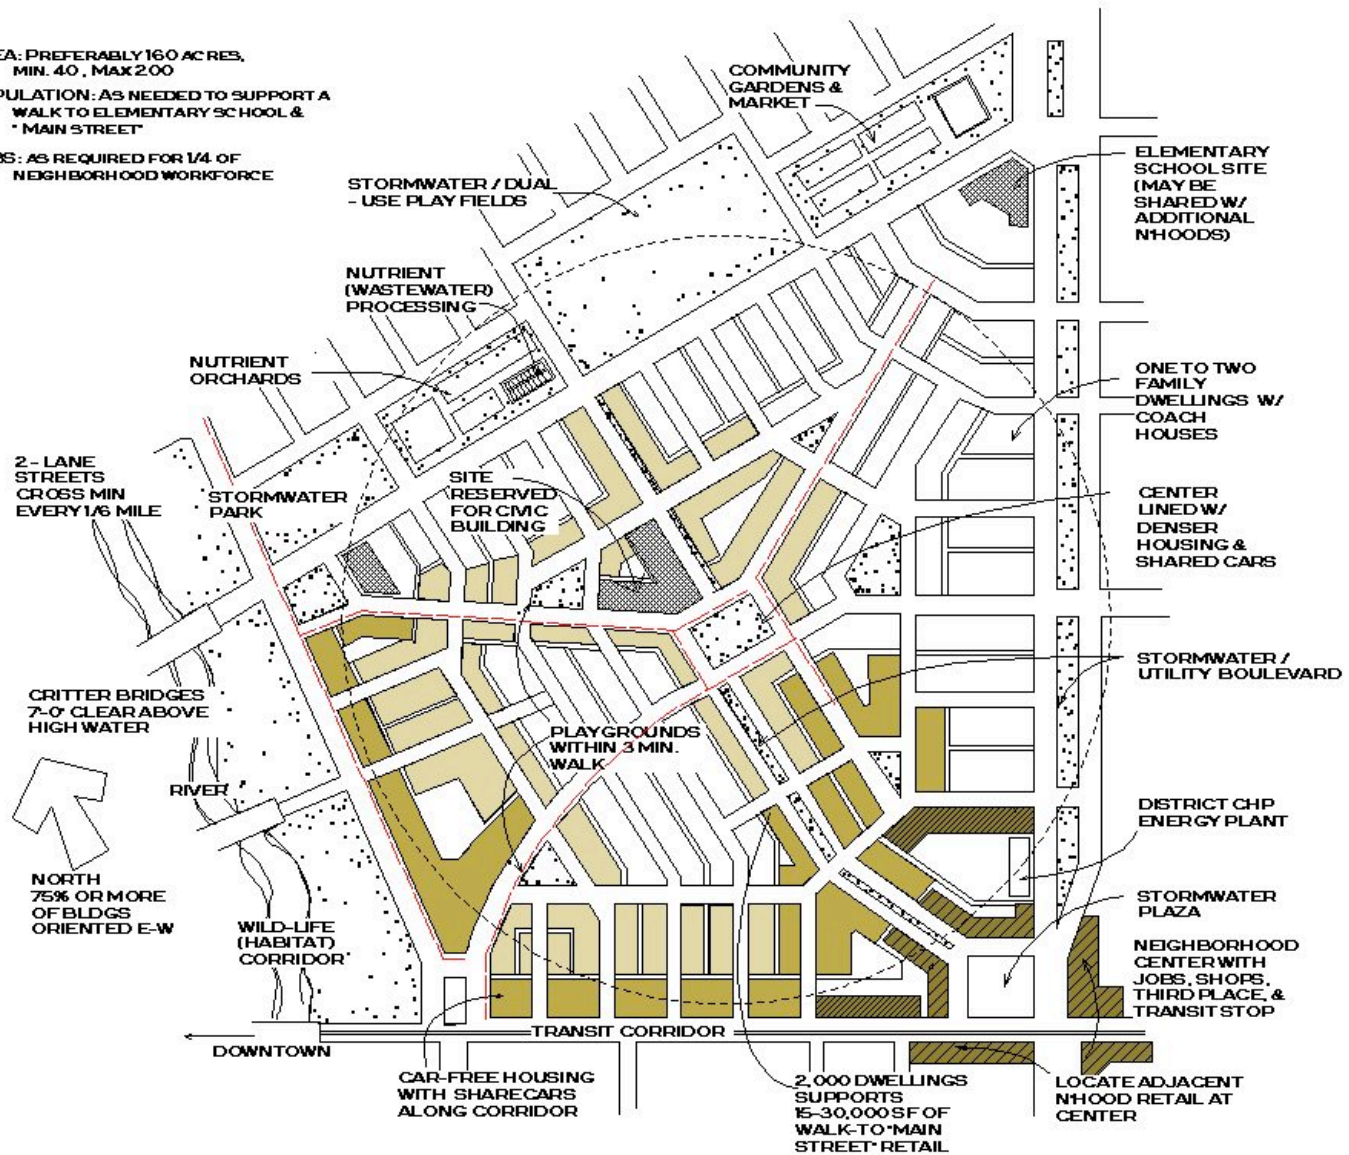 EA: PREFERABLY 160 ACRES,
MIN. 40, MAX 200
PULATION: AS NEEDED TO SUPPORT A
WALK TO ELEMENTARY SCHOOL &
"MAIN STREET"
BS: AS REQUIRED FOR 1/4 OF
NEIGHBORHOOD WORKFORCE
COMMUNITY
GARDENS &
MARKET
ELEMENTARY
SCHOOL SITE
(MAY BE
SHARED W/
ADDITIONAL
N'HOODS)
STORMWATER / DUAL
- USE PLAY FIELDS
NUTRIENT
(WASTEWATER)
PROCESSING
NUTRIENT
ORCHARDS
ONE TO TWO
FAMILY
DWELLINGS W/
COACH
HOUSES
2 - LANE
STREETS
CROSS MIN
EVERY 1/6 MILE
STORMWATER
PARK
SITE
RESERVED
FOR CIVIC
BUILDING
CENTER
LINED W/
DENSER
HOUSING &
SHARED CARS
STORMWATER /
UTILITY BOULEVARD
CRITTER BRIDGES
7'-0" CLEAR ABOVE
HIGH WATER
PLAYGROUNDS
WITHIN 3 MIN.
WALK
RIVER
DISTRICT CHP
ENERGY PLANT
NORTH
75% OR MORE
OF BLDGS
ORIENTED E-W
WILD-LIFE
(HABITAT)
CORRIDOR
STORMWATER
PLAZA
NEIGHBORHOOD
CENTER WITH
JOBS, SHOPS,
THIRD PLACE, &
TRANSIT STOP
TRANSIT CORRIDOR
DOWNTOWN
CAR-FREE HOUSING
WITH SHARECARS
ALONG CORRIDOR
2,000 DWELLINGS
SUPPORTS
15-30,000 SF OF
WALK-TO "MAIN
STREET" RETAIL
LOCATE ADJACENT
N'HOOD RETAIL AT
CENTER